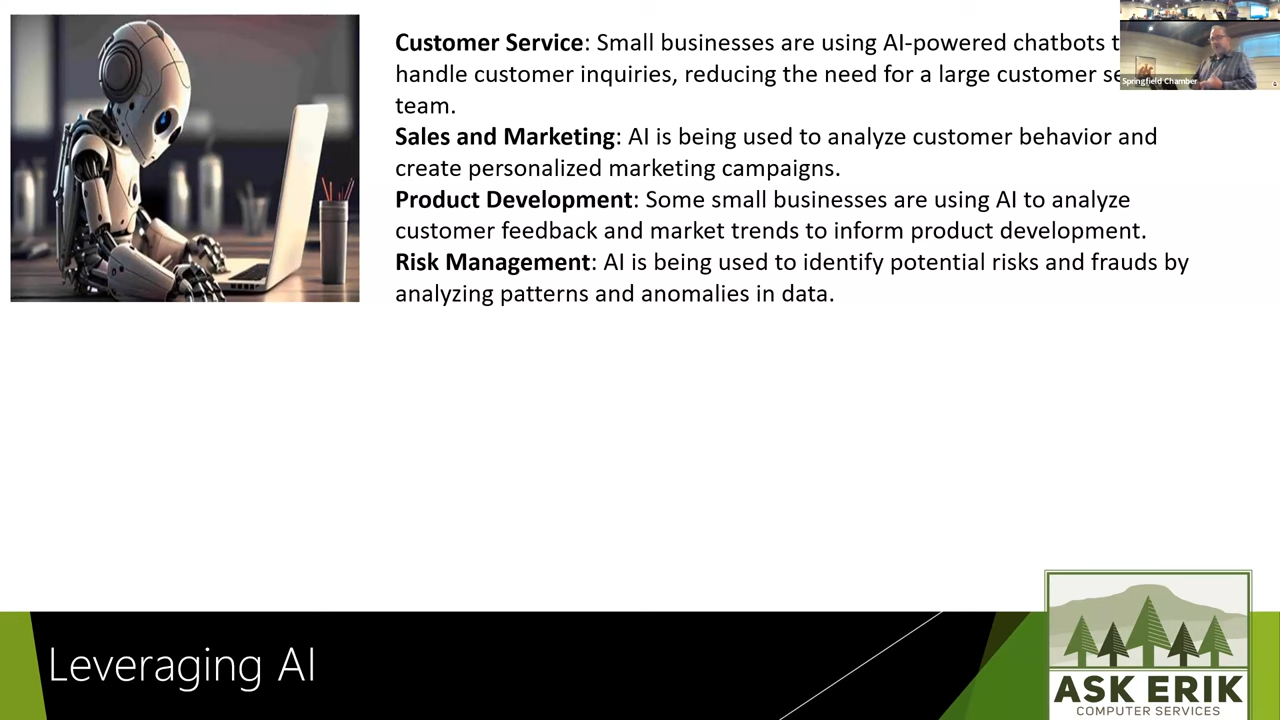 Customer Service: Small businesses are using AI-powered chatbots t
handle customer inquiries, reducing the need for a large customer se
team.
Sales and Marketing: AI is being used to analyze customer behavior and
create personalized marketing campaigns.
Product Development: Some small businesses are using AI to analyze
customer feedback and market trends to inform product development.
Risk Management: AI is being used to identify potential risks and frauds by
analyzing patterns and anomalies in data.
Springfield Chamber
Leveraging AI
ASK ERIK
COMPUTER SERVICES